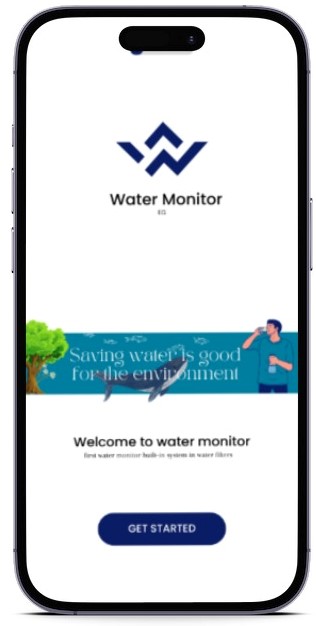 Water Monitor
Saving water is good
for the environment
Welcome to water monitor
first water monitor built-in system in water filters
GET STARTED